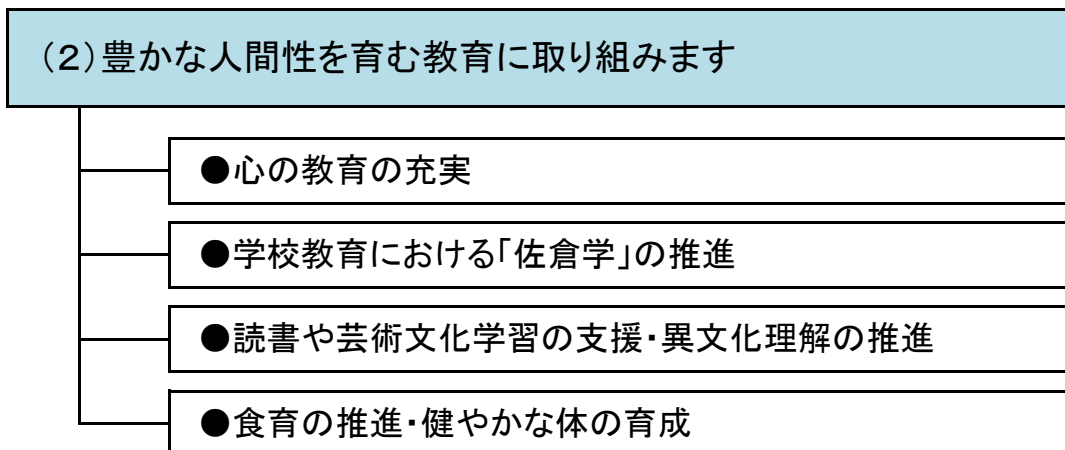 (2)豊かな人間性を育む教育に取り組みます
●心の教育の充実
●学校教育における「佐倉学」の推進
●読書や芸術文化学習の支援・異文化理解の推進
●食育の推進・健やかな体の育成